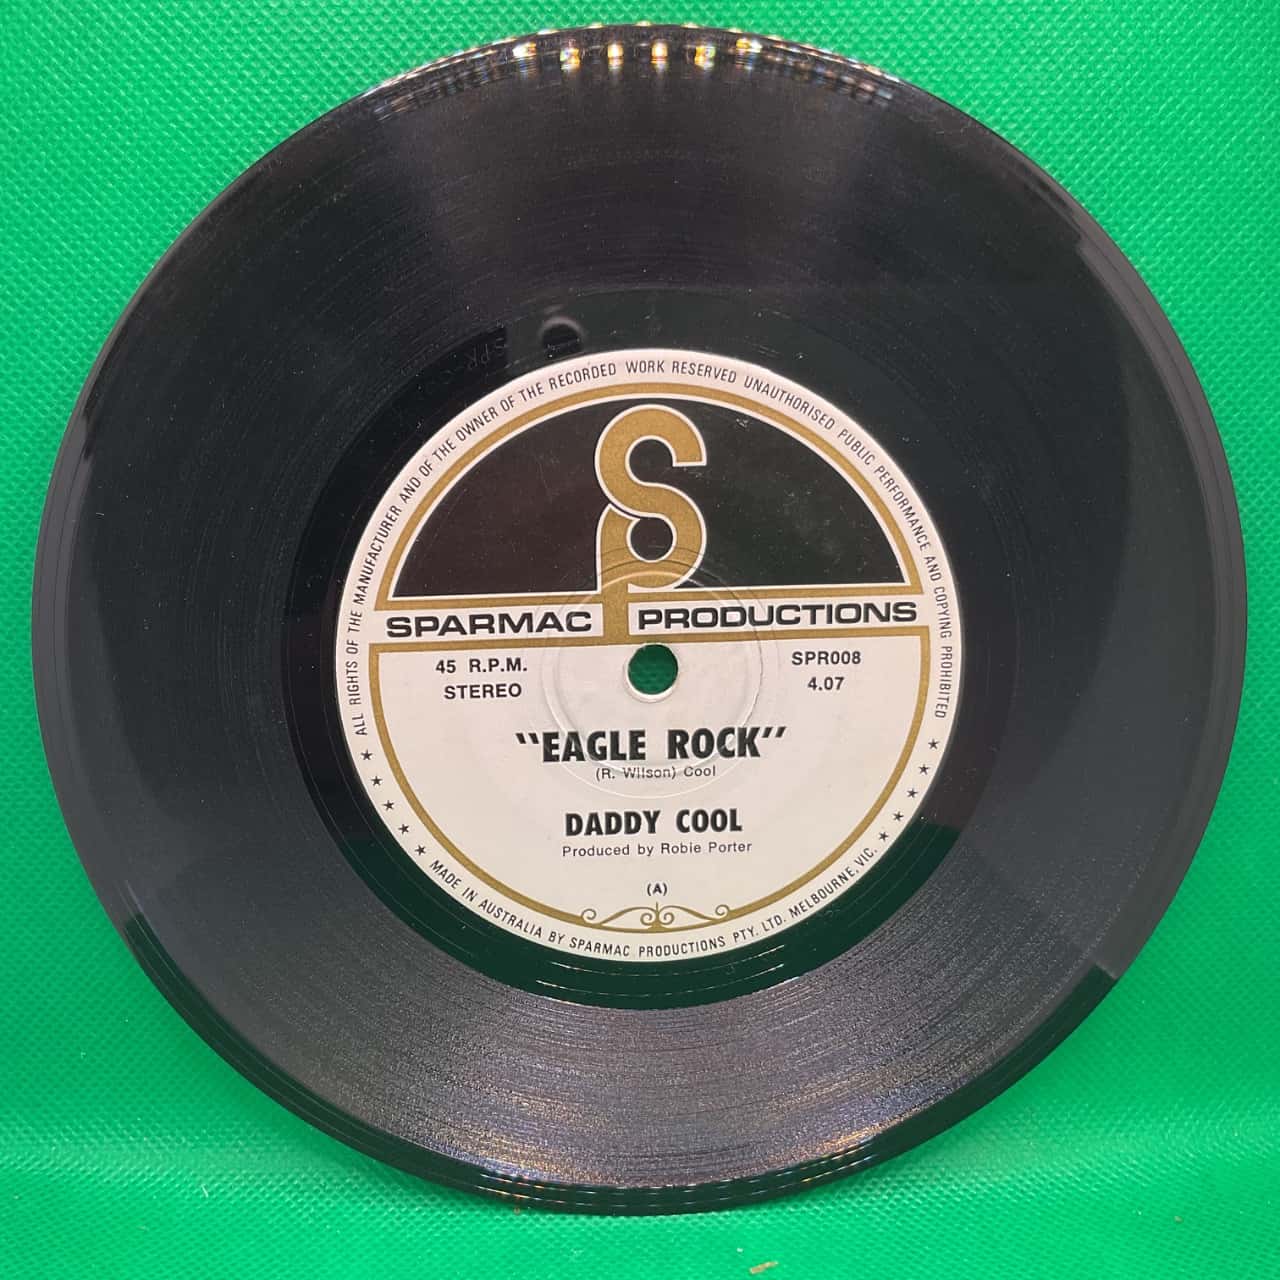 ALL RIGHTS OF THE MANUFACTURER AND OF THE OWNER OF THE RECORDED WORK RESERVED UNAUTHORISED PUBLIC PERFORMANCE AND COPYING PROHIBITED
SPARMAC PRODUCTIONS
45 R.P.M.
STEREO
SPR008
4.07
"EAGLE ROCK"
(R. Wilson) Cool
DADDY COOL
Produced by Robie Porter
(A)
MADE IN AUSTRALIA BY SPARMAC PRODUCTIONS PTY. LTD. MELBOURNE, VIC.